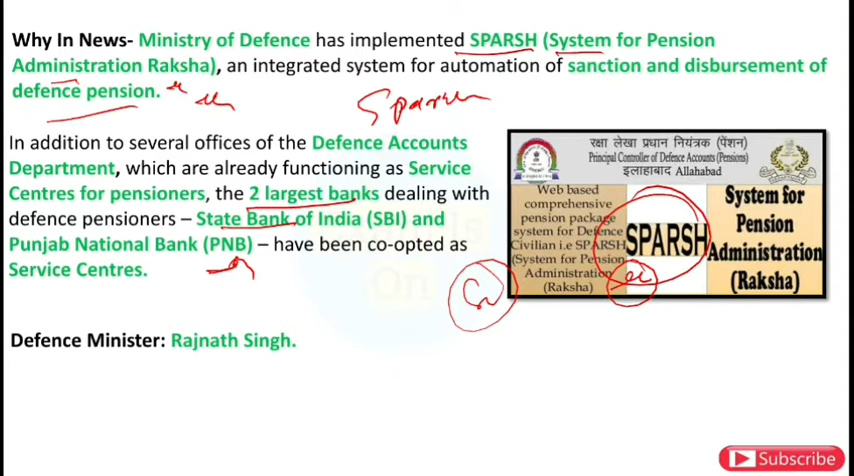 Why In News- Ministry of Defence has implemented SPARSH (System for Pension
Administration Raksha), an integrated system for automation of sanction and disbursement of
defence pension.
Sparsh
In addition to several offices of the Defence Accounts
Department, which are already functioning as Service
Centres for pensioners, the 2 largest banks dealing with
defence pensioners – State Bank of India (SBI) and
Punjab National Bank (PNB) – have been co-opted as
Service Centres.
रक्षा लेखा प्रधान नियंत्रक (पेंशन)
Principal Controller of Defence Accounts (Pensions)
इलाहाबाद Allahabad
Web based
comprehensive
pension package
system for Defence
Civilian i.e SPARSH
(System for Pension
Administration
(Raksha)
SPARSH
System for
Pension
Administration
(Raksha)
Defence Minister: Rajnath Singh.
Subscribe